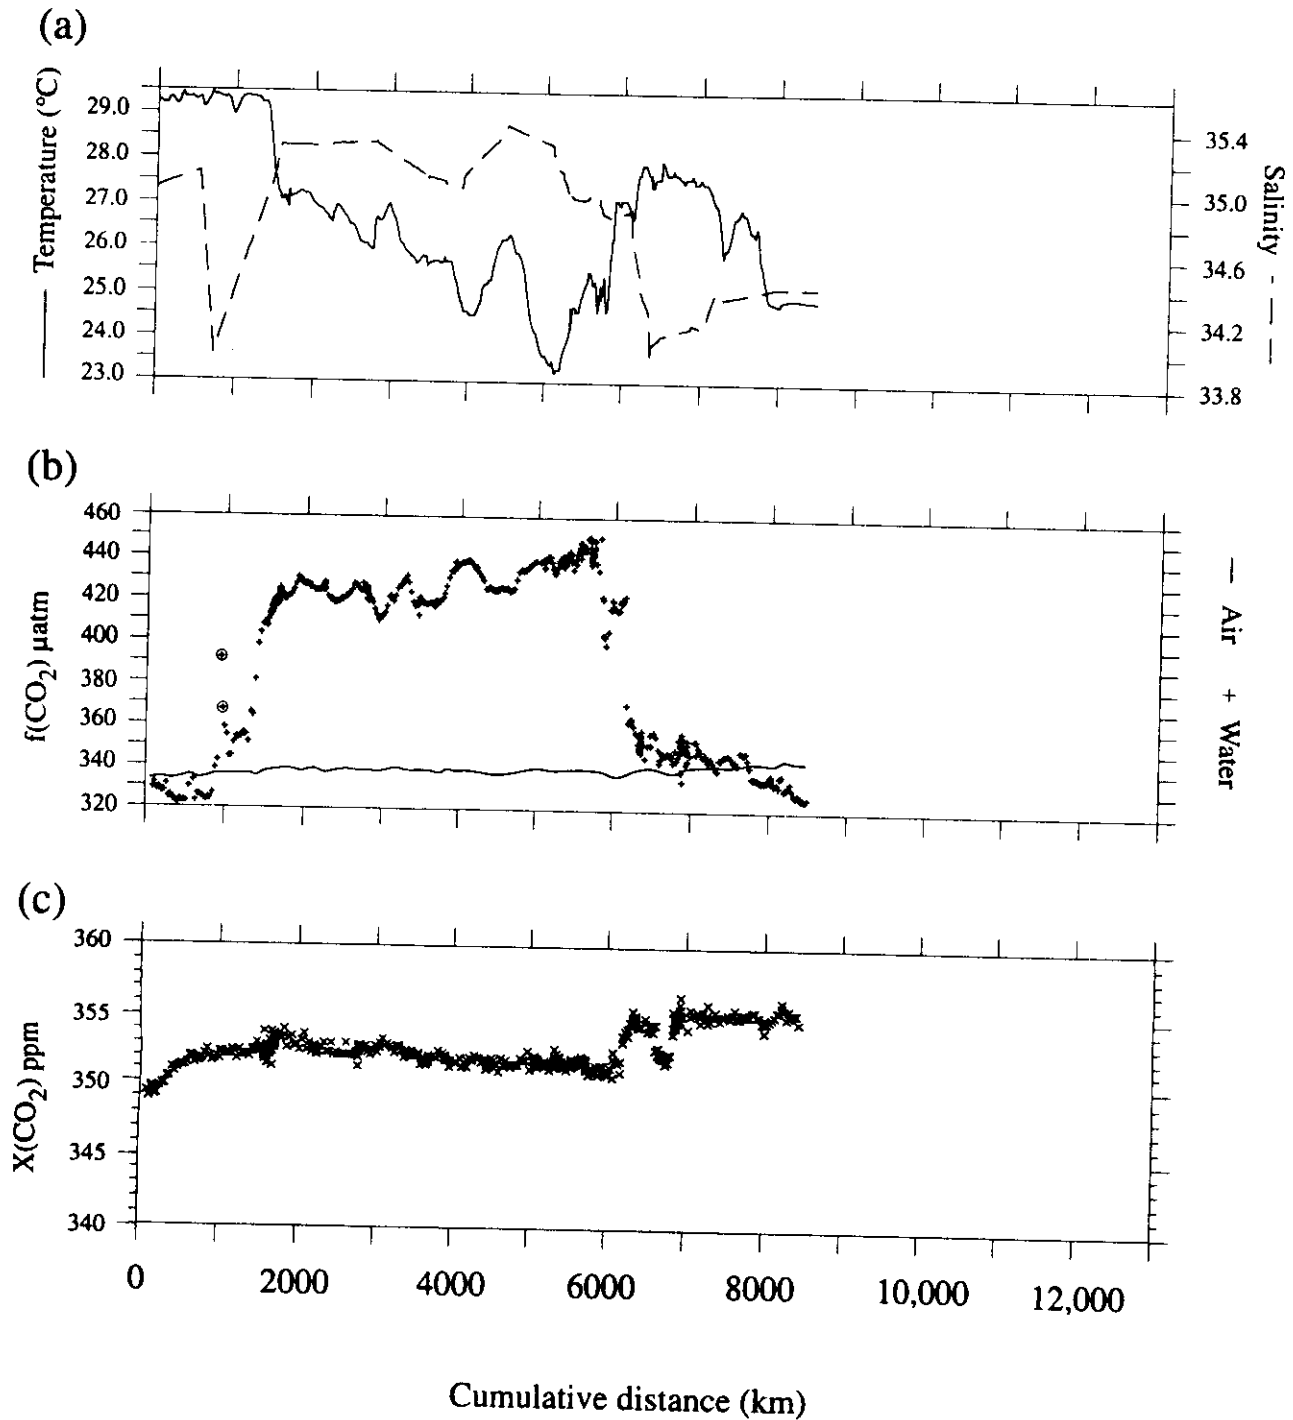 (a)
— Temperature (°C)
29.0
28.0
27.0
26.0
25.0
24.0
23.0
35.4
35.0
34.6
34.2
33.8
Salinity - — —
(b)
f(CO₂) µatm
460
440
420
400
380
360
340
320
— Air + Water
(c)
X(CO₂) ppm
360
355
350
345
340
0 2000 4000 6000 8000 10,000 12,000
Cumulative distance (km)